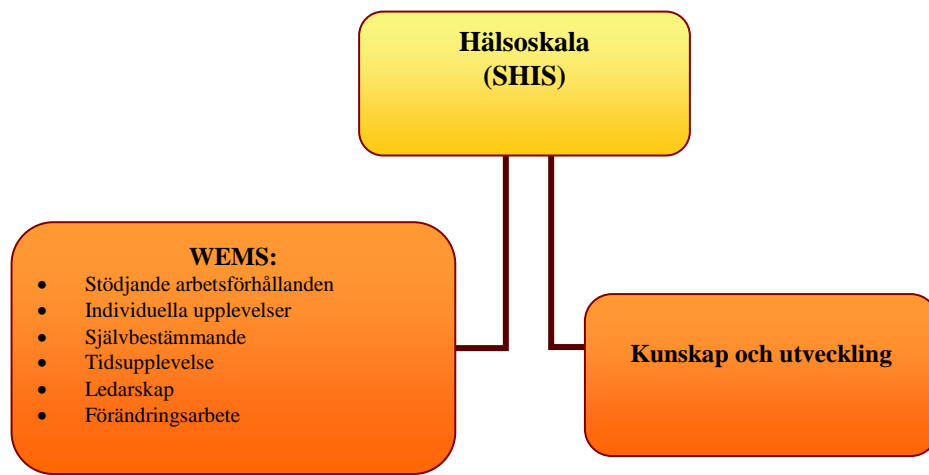 Hälsoskala
(SHIS)
WEMS:
• Stödjande arbetsförhållanden
• Individuella upplevelser
• Självbestämmande
• Tidsupplevelse
• Ledarskap
• Förändringsarbete
Kunskap och utveckling